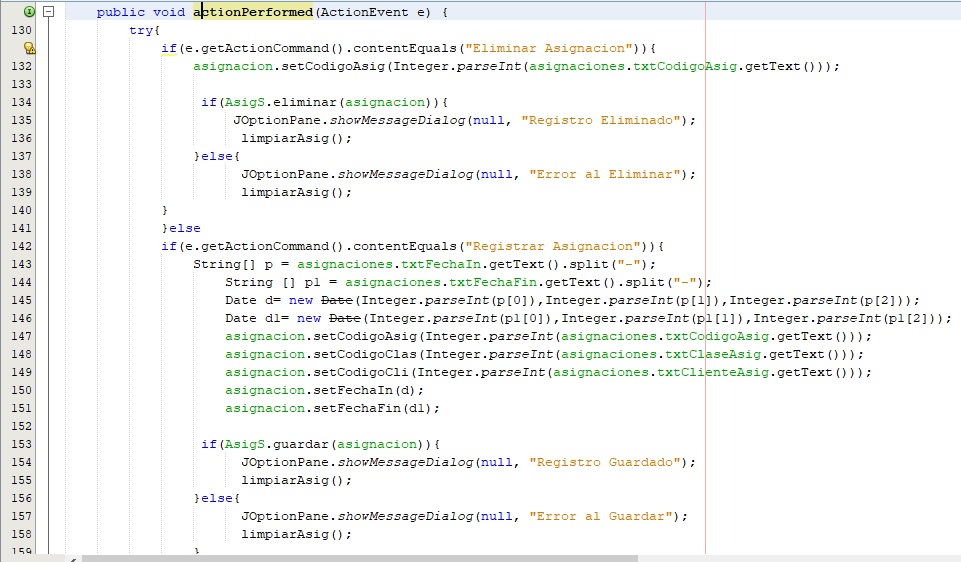 public void actionPerformed(ActionEvent e) {
130 try{
if(e.getActionCommand().contentEquals("Eliminar Asignacion")){
132 asignacion.setCodigoAsig(Integer.parseInt(asignaciones.txtCodigoAsig.getText()));
133
134 if(AsigS.eliminar(asignacion)){
135 JOptionPane.showMessageDialog(null, "Registro Eliminado");
136 limpiarAsig();
137 }else{
138 JOptionPane.showMessageDialog(null, "Error al Eliminar");
139 limpiarAsig();
140 }
141 }else
142 if(e.getActionCommand().contentEquals("Registrar Asignacion")){
143 String[] p = asignaciones.txtFechaIn.getText().split("-");
144 String [] p1 = asignaciones.txtFechaFin.getText().split("-");
145 Date d= new Date(Integer.parseInt(p[0]),Integer.parseInt(p[1]),Integer.parseInt(p[2]));
146 Date d1= new Date(Integer.parseInt(p1[0]),Integer.parseInt(p1[1]),Integer.parseInt(p1[2]));
147 asignacion.setCodigoAsig(Integer.parseInt(asignaciones.txtCodigoAsig.getText()));
148 asignacion.setCodigoClas(Integer.parseInt(asignaciones.txtClaseAsig.getText()));
149 asignacion.setCodigoCli(Integer.parseInt(asignaciones.txtClienteAsig.getText()));
150 asignacion.setFechaIn(d);
151 asignacion.setFechaFin(d1);
152
153 if(AsigS.guardar(asignacion)){
154 JOptionPane.showMessageDialog(null, "Registro Guardado");
155 limpiarAsig();
156 }else{
157 JOptionPane.showMessageDialog(null, "Error al Guardar");
158 limpiarAsig();
159 }